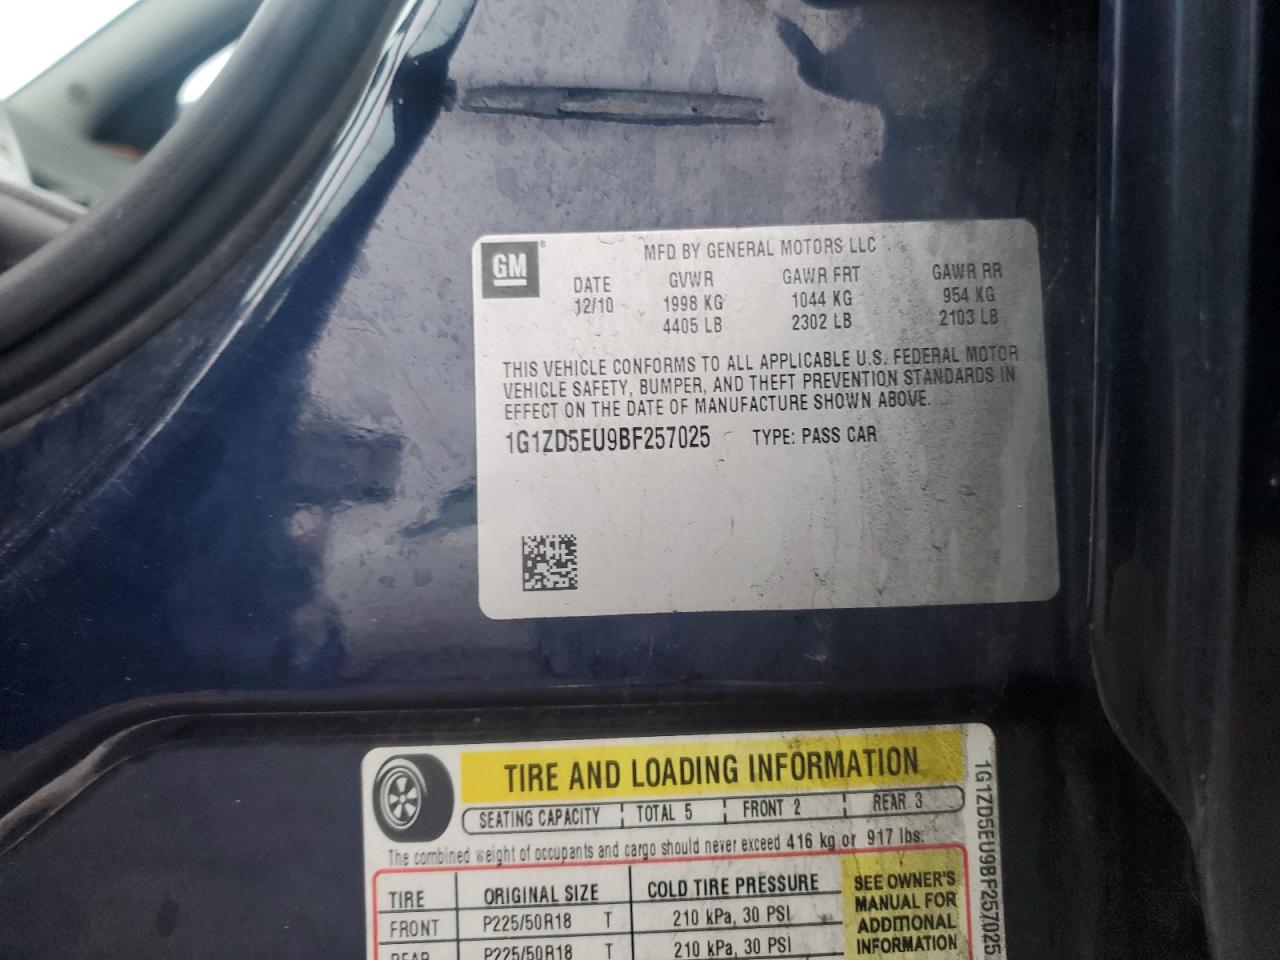 GM
MFD BY GENERAL MOTORS LLC
DATE GVWR GAWR FRT GAWR RR
12/10 1998 KG 1044 KG 954 KG
4405 LB 2302 LB 2103 LB
THIS VEHICLE CONFORMS TO ALL APPLICABLE U.S. FEDERAL MOTOR
VEHICLE SAFETY, BUMPER, AND THEFT PREVENTION STANDARDS IN
EFFECT ON THE DATE OF MANUFACTURE SHOWN ABOVE.
1G1ZD5EU9BF257025 TYPE: PASS CAR
TIRE AND LOADING INFORMATION
SEATING CAPACITY TOTAL 5 FRONT 2 REAR 3
The combined weight of occupants and cargo should never exceed 416 kg or 917 lbs.
TIRE ORIGINAL SIZE COLD TIRE PRESSURE
FRONT P225/50R18 T 210 kPa, 30 PSI
REAR P225/50R18 T 210 kPa, 30 PSI
SEE OWNER'S
MANUAL FOR
ADDITIONAL
INFORMATION
1G1ZD5EU9BF257025